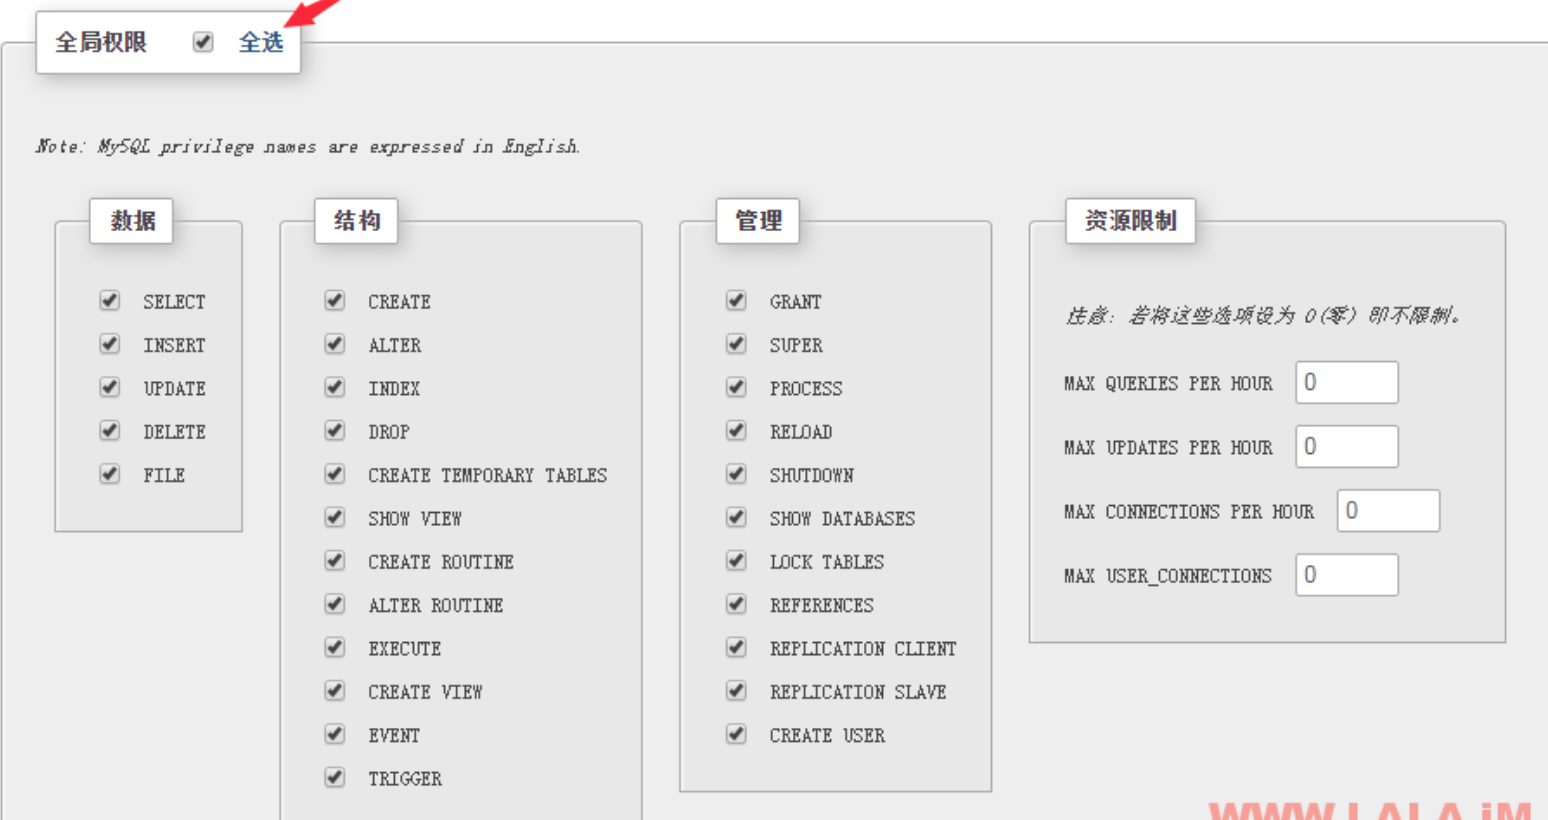 全局权限 全选
Note: MySQL privilege names are expressed in English.
数据
SELECT
INSERT
UPDATE
DELETE
FILE
结构
CREATE
ALTER
INDEX
DROP
CREATE TEMPORARY TABLES
SHOW VIEW
CREATE ROUTINE
ALTER ROUTINE
EXECUTE
CREATE VIEW
EVENT
TRIGGER
管理
GRANT
SUPER
PROCESS
RELOAD
SHUTDOWN
SHOW DATABASES
LOCK TABLES
REFERENCES
REPLICATION CLIENT
REPLICATION SLAVE
CREATE USER
资源限制
注意：若将这些选项设为 0(零) 即不限制。
MAX QUERIES PER HOUR 0
MAX UPDATES PER HOUR 0
MAX CONNECTIONS PER HOUR 0
MAX USER_CONNECTIONS 0
WWW.LALA.iM